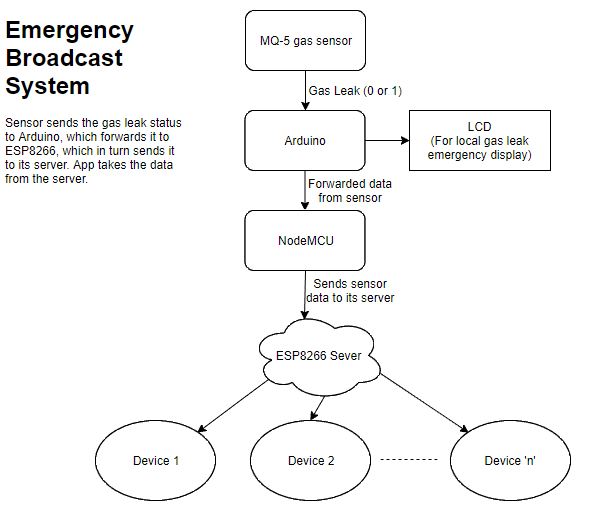 Emergency
Broadcast
System
Sensor sends the gas leak status
to Arduino, which forwards it to
ESP8266, which in turn sends it
to its server. App takes the data
from the server.
MQ-5 gas sensor
Gas Leak (0 or 1)
Arduino
LCD
(For local gas leak
emergency display)
Forwarded data
from sensor
NodeMCU
Sends sensor
data to its server
ESP8266 Sever
Device 1
Device 2
Device 'n'